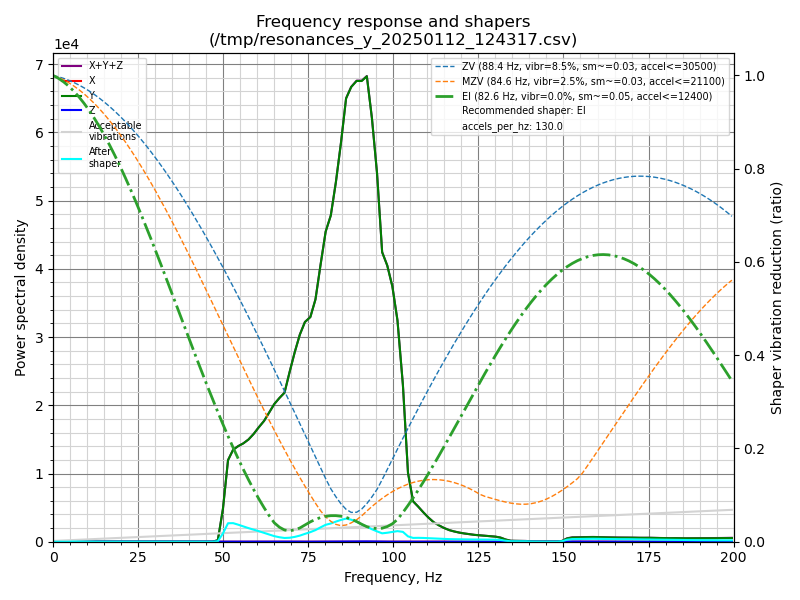 Frequency response and shapers
(/tmp/resonances_y_20250112_124317.csv)
1e4
X+Y+Z
X
Y
Z
Acceptable
vibrations
After
shaper
ZV (88.4 Hz, vibr=8.5%, sm~=0.03, accel<=30500)
MZV (84.6 Hz, vibr=2.5%, sm~=0.03, accel<=21100)
EI (82.6 Hz, vibr=0.0%, sm~=0.05, accel<=12400)
Recommended shaper: EI
accels_per_hz: 130.0
Power spectral density
7
6
5
4
3
2
1
0
1.0
0.8
0.6
0.4
0.2
0.0
Shaper vibration reduction (ratio)
0 25 50 75 100 125 150 175 200
Frequency, Hz